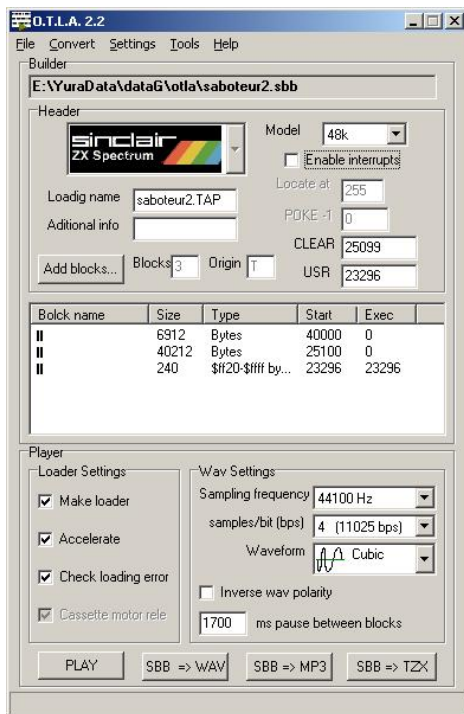 O.T.L.A. 2.2
File Convert Settings Tools Help
Builder
E:\YuraData\dataG\otla\saboteur2.sbb
Header
sinclair
ZX Spectrum
Model 48k
Enable interrupts
Locate at 255
Loadig name saboteur2.TAP
POKE -1 0
Aditional info
CLEAR 25099
Add blocks... Blocks 3 Origin T
USR 23296
Bolck name Size Type Start Exec
6912 Bytes 40000 0
40212 Bytes 25100 0
240 $ff20-$ffff by... 23296 23296
Player
Loader Settings
Make loader
Accelerate
Check loading error
Cassette motor rele
Wav Settings
Sampling frequency 44100 Hz
samples/bit (bps) 4 (11025 bps)
Waveform Cubic
Inverse wav polarity
1700 ms pause between blocks
PLAY SBB => WAV SBB => MP3 SBB => TZX